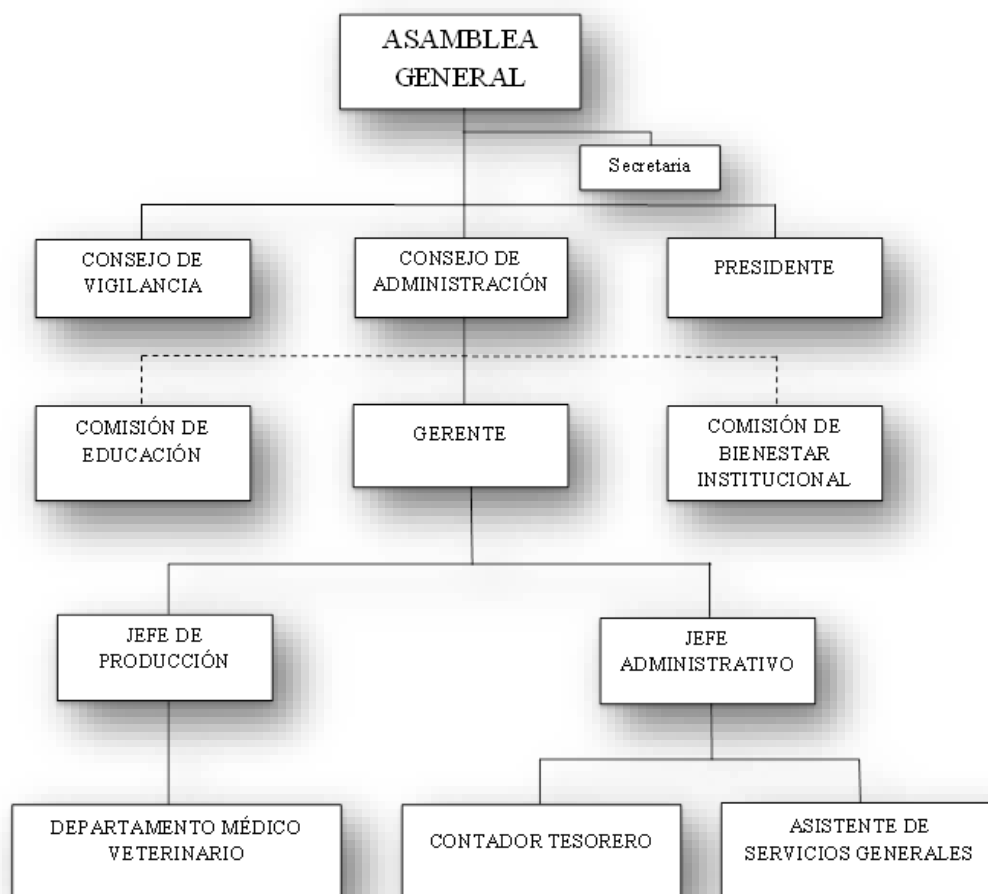 ASAMBLEA
GENERAL
Secretaria
CONSEJO DE
VIGILANCIA
CONSEJO DE
ADMINISTRACIÓN
PRESIDENTE
COMISIÓN DE
EDUCACIÓN
GERENTE
COMISIÓN DE
BIENESTAR
INSTITUCIONAL
JEFE DE
PRODUCCIÓN
JEFE
ADMINISTRATIVO
DEPARTAMENTO MÉDICO
VETERINARIO
CONTADOR TESORERO
ASISTENTE DE
SERVICIOS GENERALES